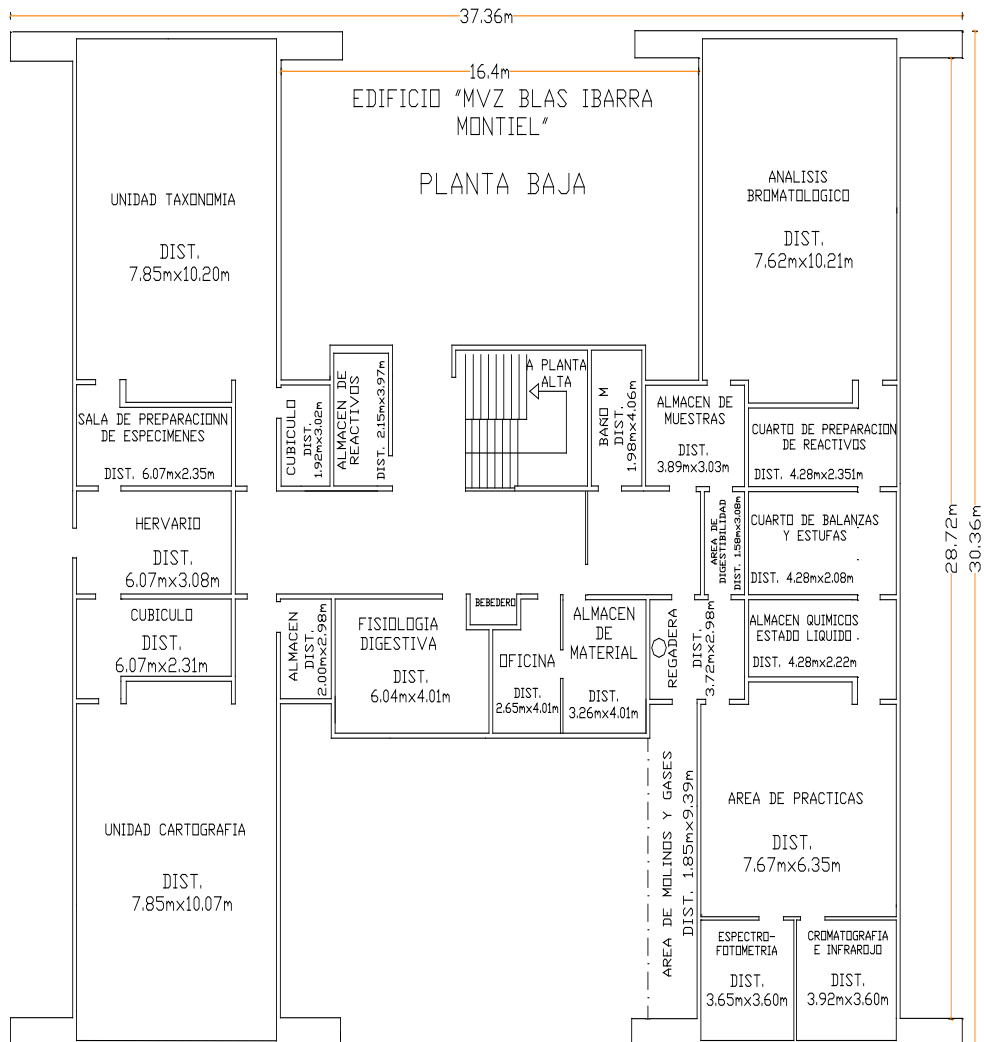 37.36m
16.4m
EDIFICIO "MVZ BLAS IBARRA
MONTIEL"
PLANTA BAJA
UNIDAD TAXONOMIA
DIST.
7.85mx10.20m
ANALISIS
BROMATOLOGICO
DIST.
7.62mx10.21m
SALA DE PREPARACIONN
DE ESPECIMENES
DIST. 6.07mx2.35m
CUBICULO
DIST.
1.92mx3.02m
ALMACEN DE
REACTIVOS
DIST. 2.15mx3.97m
A PLANTA
ALTA
BAÑO M
DIST.
1.98mx4.06m
ALMACEN DE
MUESTRAS
DIST.
3.89mx3.03m
CUARTO DE PREPARACION
DE REACTIVOS
DIST. 4.28mx2.351m
HERVARIO
DIST.
6.07mx3.08m
AREA DE
DIGESTIBILIDAD
DIST. 1.58mx3.08m
CUARTO DE BALANZAS
Y ESTUFAS
DIST. 4.28mx2.08m
28.72m
30.36m
CUBICULO
DIST.
6.07mx2.31m
ALMACEN
DIST.
2.00mx2.98m
FISIOLOGIA
DIGESTIVA
DIST.
6.04mx4.01m
BEBEDERO
OFICINA
DIST.
2.65mx4.01m
ALMACEN
DE
MATERIAL
DIST.
3.26mx4.01m
REGADERA
DIST.
3.72mx2.98m
ALMACEN QUIMICOS
ESTADO LIQUIDO.
DIST. 4.28mx2.22m
UNIDAD CARTOGRAFIA
DIST.
7.85mx10.07m
AREA DE MOLINOS Y GASES
DIST. 1.85mx9.39m
AREA DE PRACTICAS
DIST.
7.67mx6.35m
ESPECTRO-
FOTOMETRIA
DIST.
3.65mx3.60m
CROMATOGRAFIA
E INFRAROJO
DIST.
3.92mx3.60m